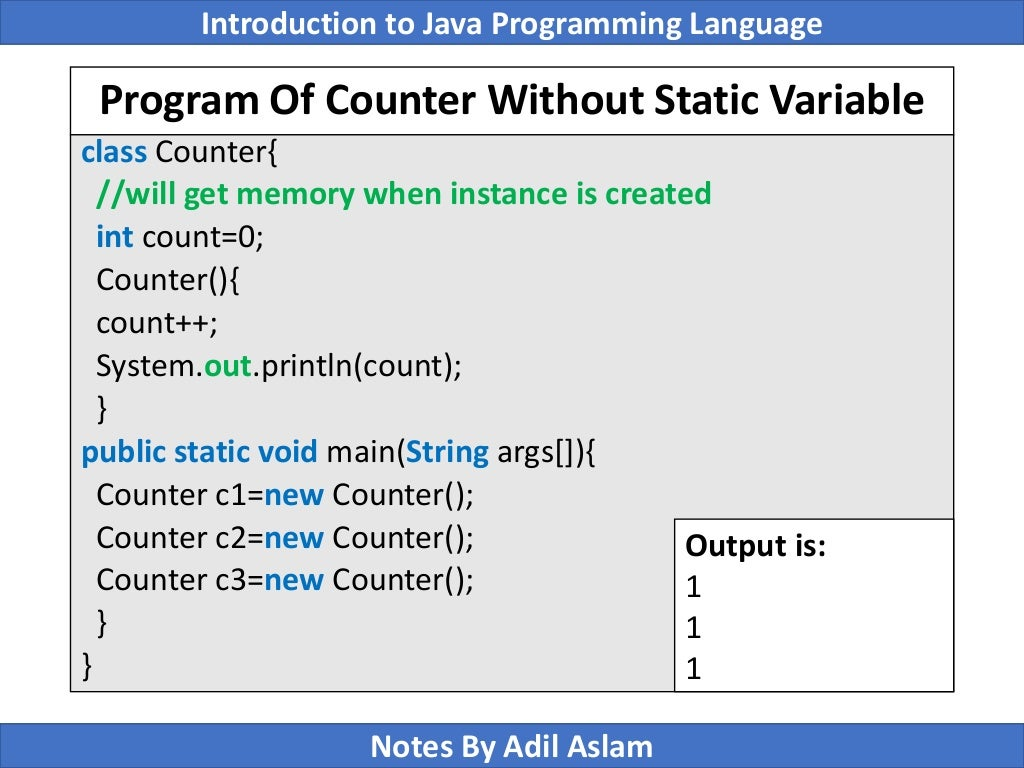 Introduction to Java Programming Language
Program Of Counter Without Static Variable
class Counter{
//will get memory when instance is created
int count=0;
Counter(){
count++;
System.out.println(count);
}
public static void main(String args[]){
Counter c1=new Counter();
Counter c2=new Counter();
Counter c3=new Counter();
}
}
Output is:
1
1
1
Notes By Adil Aslam